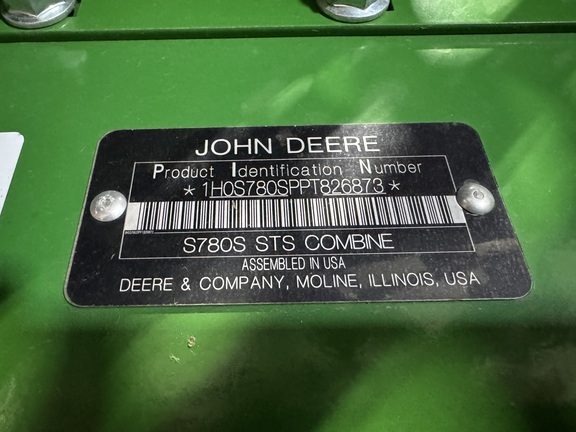 JOHN DEERE
Product Identification Number
*1H0S780SPPT826873*
S780S STS COMBINE
ASSEMBLED IN USA
DEERE & COMPANY, MOLINE, ILLINOIS, USA